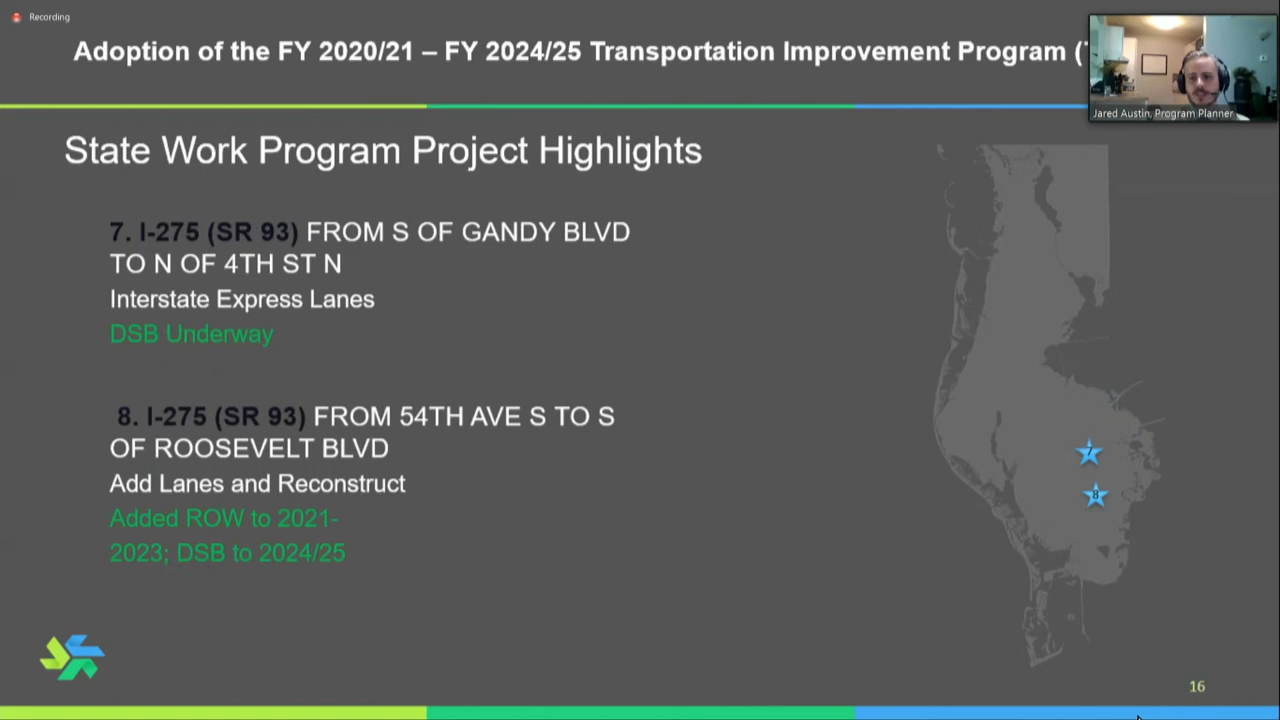 Recording
Adoption of the FY 2020/21 – FY 2024/25 Transportation Improvement Program (
Jared Austin, Program Planner
State Work Program Project Highlights
7. I-275 (SR 93) FROM S OF GANDY BLVD
TO N OF 4TH ST N
Interstate Express Lanes
DSB Underway
8. I-275 (SR 93) FROM 54TH AVE S TO S
OF ROOSEVELT BLVD
Add Lanes and Reconstruct
Added ROW to 2021-
2023; DSB to 2024/25
7
8
16